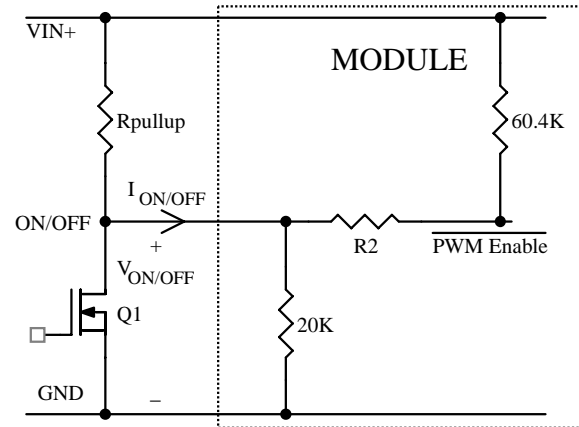 VIN+
MODULE
Rpullup
60.4K
I ON/OFF
ON/OFF
+
R2
PWM Enable
V ON/OFF
Q1
20K
GND
–